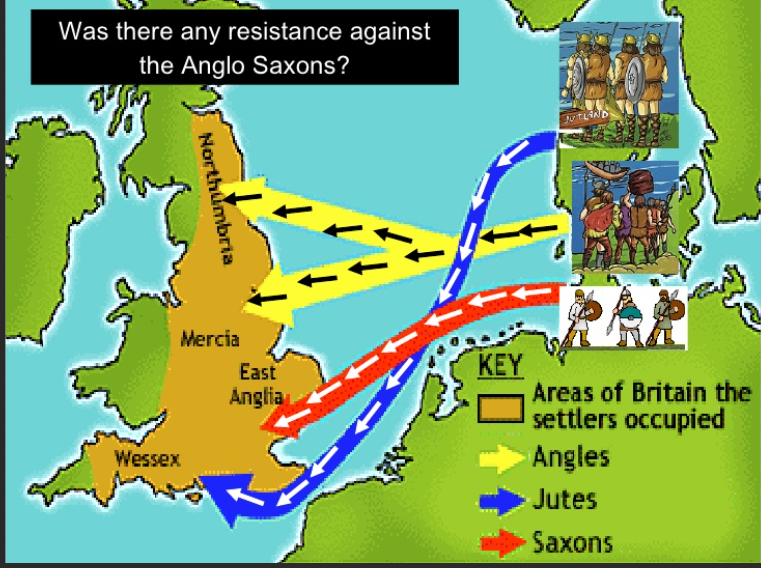 Was there any resistance against
the Anglo Saxons?
JUTLAND
Northumbria
Mercia
East
Anglia
Wessex
KEY
Areas of Britain the
settlers occupied
Angles
Jutes
Saxons